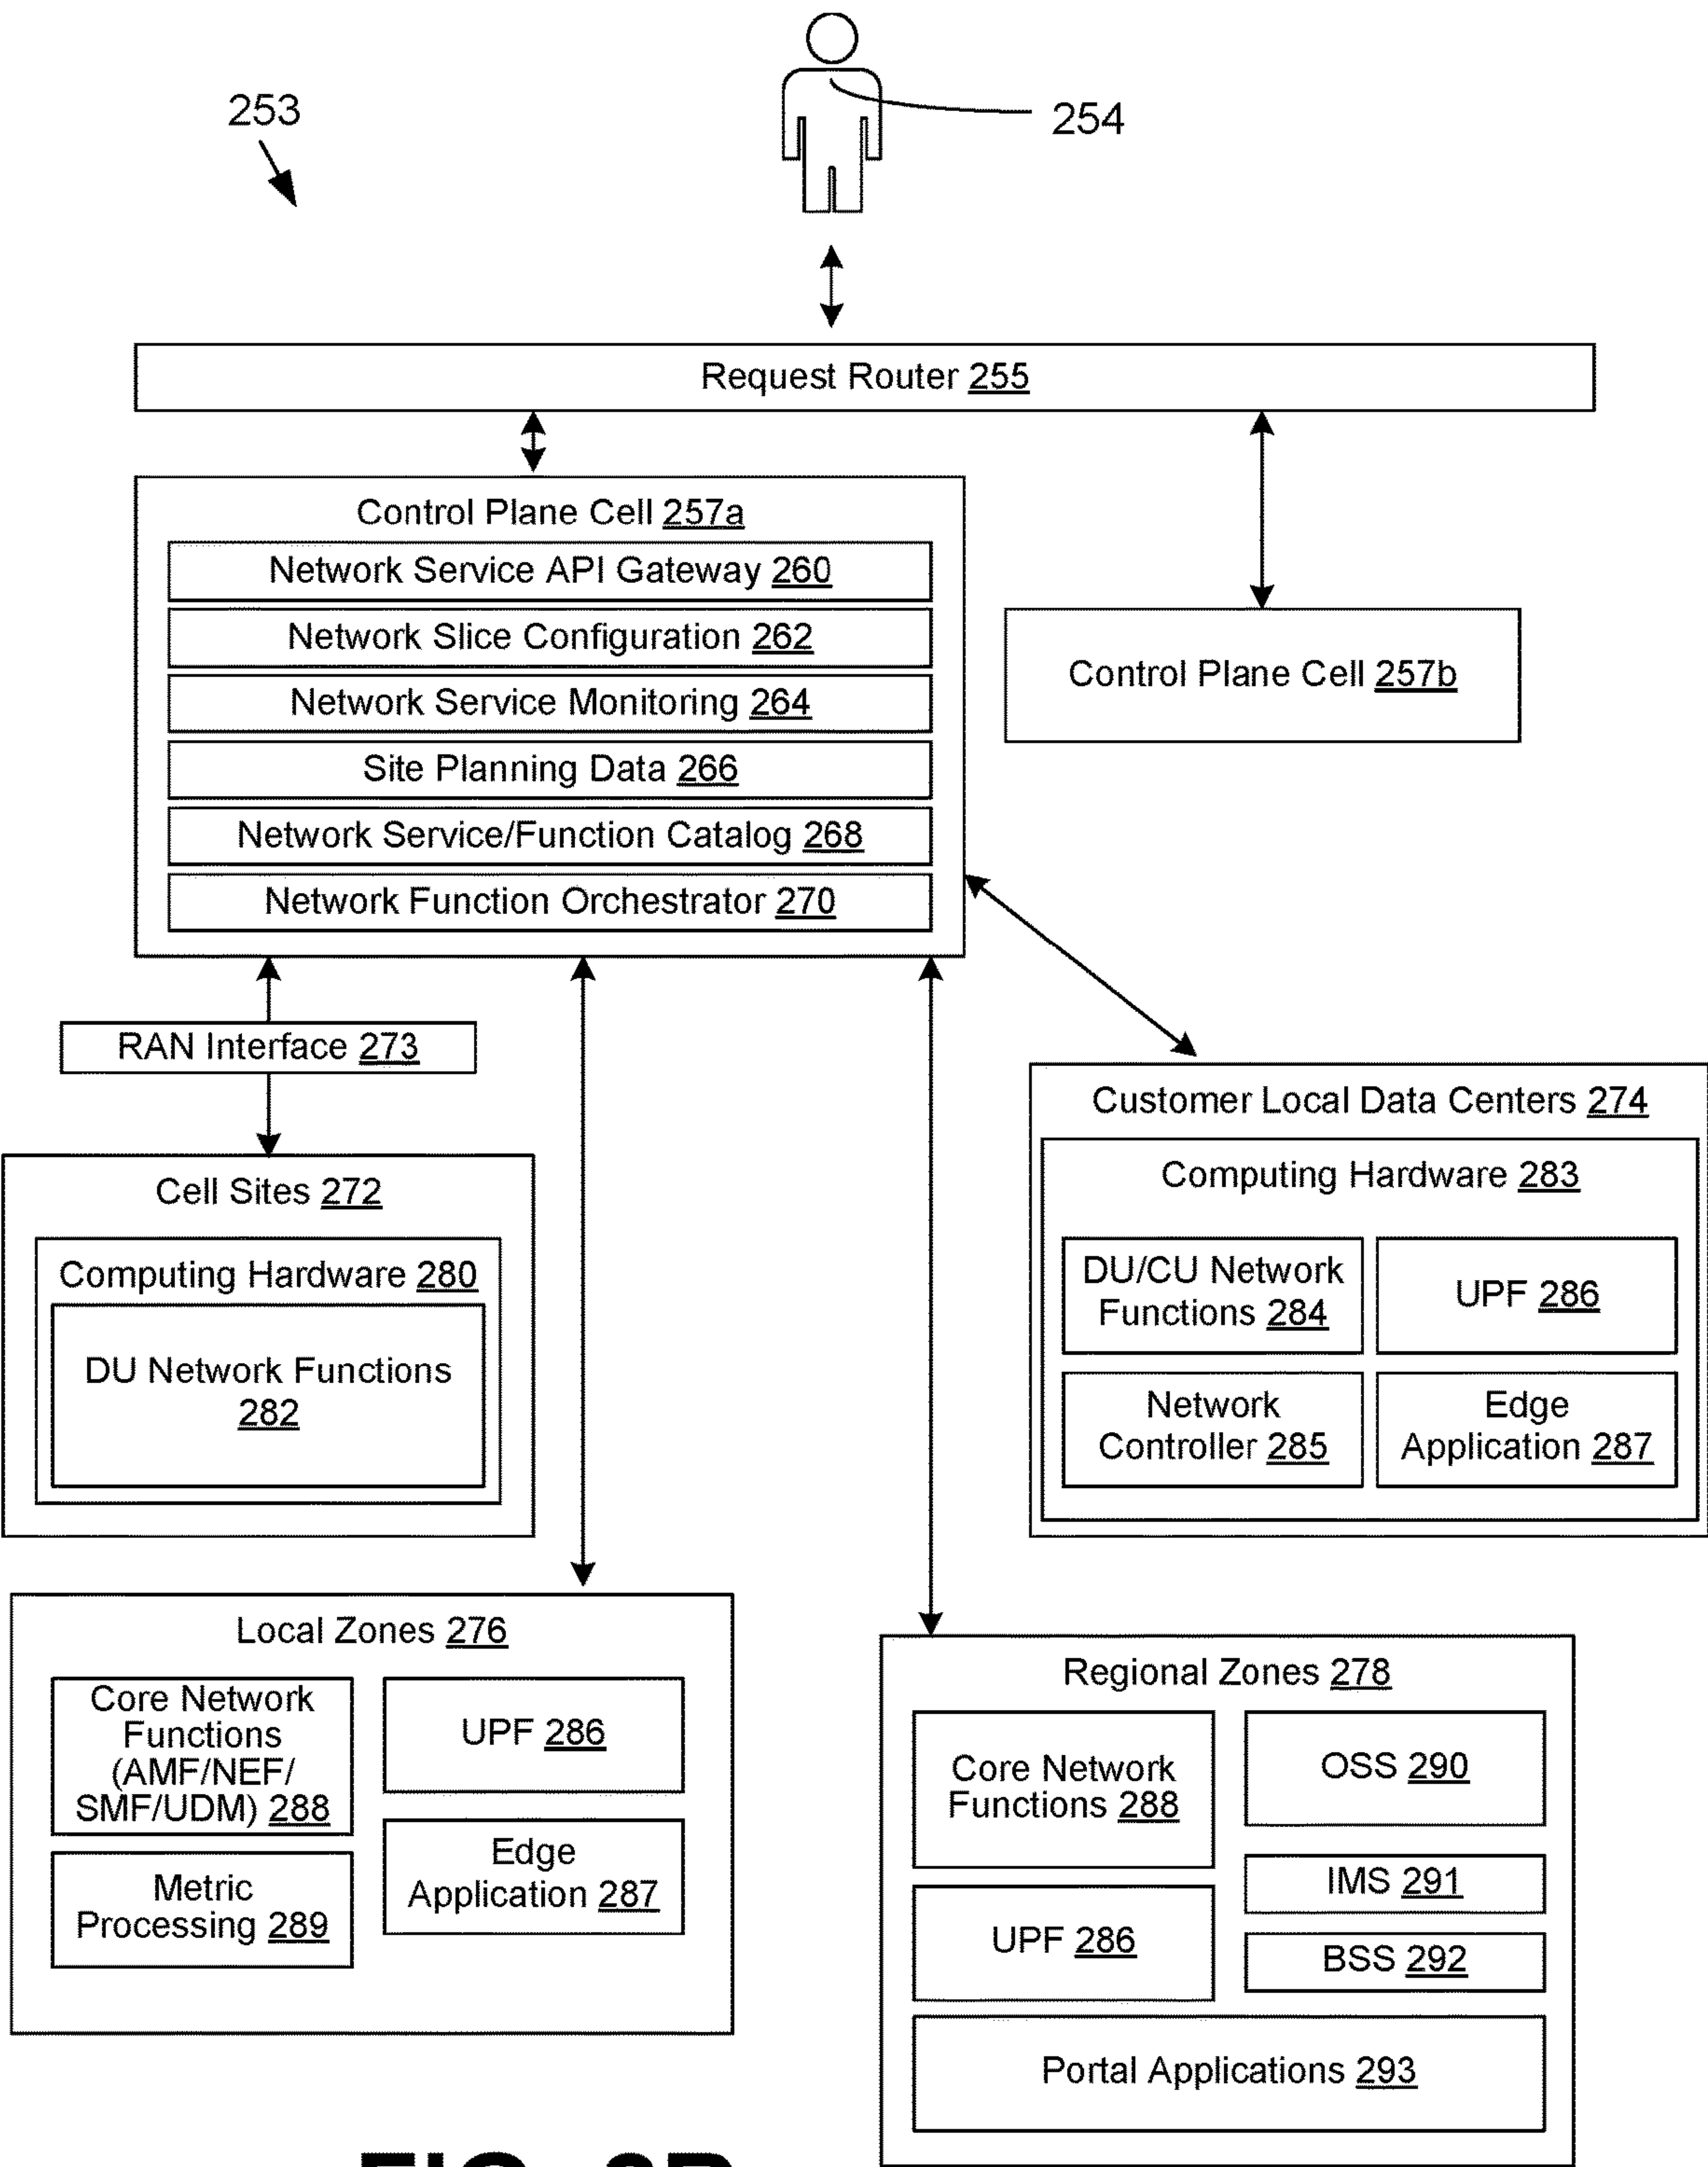 253
254
Request Router 255
Control Plane Cell 257a
Network Service API Gateway 260
Network Slice Configuration 262
Network Service Monitoring 264
Site Planning Data 266
Network Service/Function Catalog 268
Network Function Orchestrator 270
Control Plane Cell 257b
RAN Interface 273
Cell Sites 272
Computing Hardware 280
DU Network Functions
282
Customer Local Data Centers 274
Computing Hardware 283
DU/CU Network
Functions 284
UPF 286
Network
Controller 285
Edge
Application 287
Local Zones 276
Core Network
Functions
(AMF/NEF/
SMF/UDM) 288
UPF 286
Metric
Processing 289
Edge
Application 287
Regional Zones 278
Core Network
Functions 288
OSS 290
IMS 291
UPF 286
BSS 292
Portal Applications 293